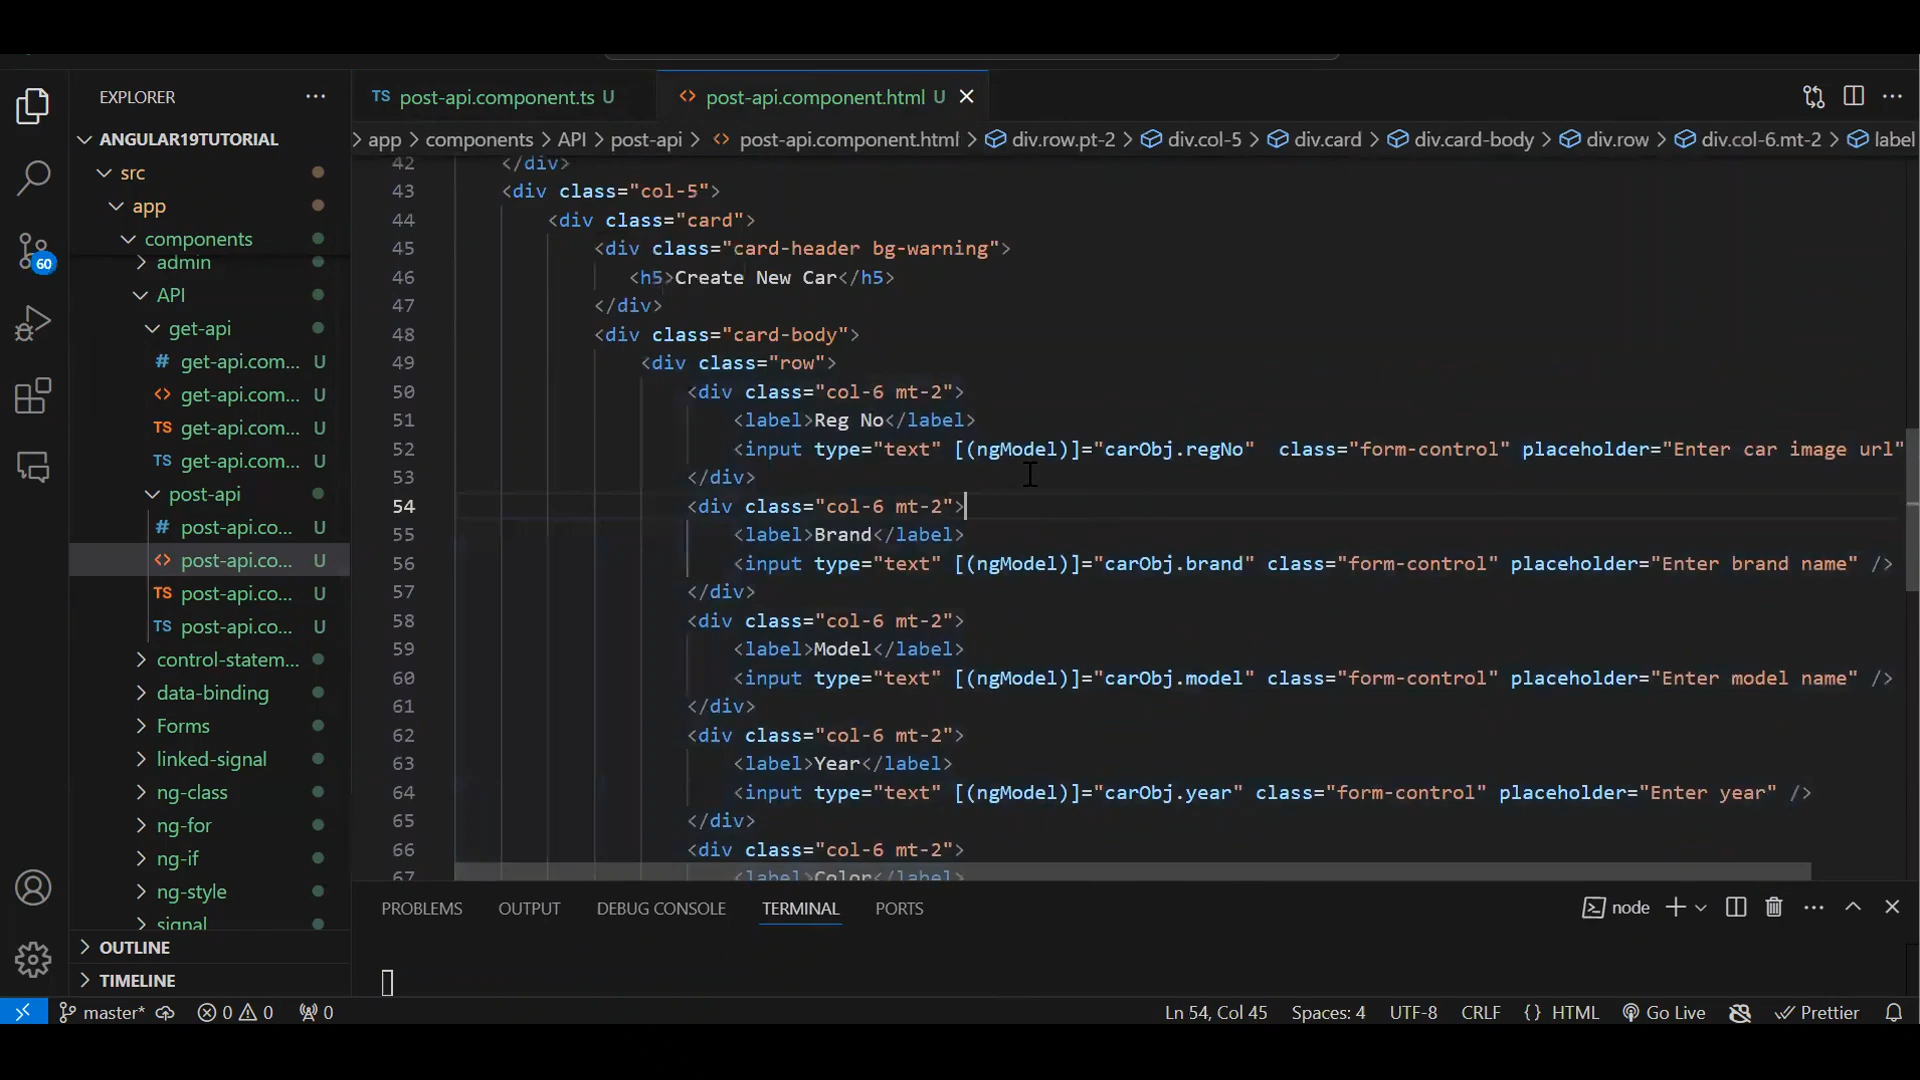 EXPLORER
TS post-api.component.ts U
<> post-api.component.html U
ANGULAR19TUTORIAL
app > components > API > post-api > <> post-api.component.html > div.row.pt-2 > div.col-5 > div.card > div.card-body > div.row > div.col-6.mt-2 > label
src
app
components
admin
API
get-api
# get-api.com... U
<> get-api.com... U
TS get-api.com... U
TS get-api.com... U
post-api
# post-api.co... U
<> post-api.co... U
TS post-api.co... U
TS post-api.co... U
control-statem...
data-binding
Forms
linked-signal
ng-class
ng-for
ng-if
ng-style
signal
OUTLINE
TIMELINE
60
42 </div>
43 <div class="col-5">
44 <div class="card">
45 <div class="card-header bg-warning">
46 <h5>Create New Car</h5>
47 </div>
48 <div class="card-body">
49 <div class="row">
50 <div class="col-6 mt-2">
51 <label>Reg No</label>
52 <input type="text" [(ngModel)]="carObj.regNo"  class="form-control" placeholder="Enter car image url"
53 </div>
54 <div class="col-6 mt-2">
55 <label>Brand</label>
56 <input type="text" [(ngModel)]="carObj.brand" class="form-control" placeholder="Enter brand name" />
57 </div>
58 <div class="col-6 mt-2">
59 <label>Model</label>
60 <input type="text" [(ngModel)]="carObj.model" class="form-control" placeholder="Enter model name" />
61 </div>
62 <div class="col-6 mt-2">
63 <label>Year</label>
64 <input type="text" [(ngModel)]="carObj.year" class="form-control" placeholder="Enter year" />
65 </div>
66 <div class="col-6 mt-2">
67 <label>Color</label>
PROBLEMS OUTPUT DEBUG CONSOLE TERMINAL PORTS
node
master* 0 0 0
Ln 54, Col 45 Spaces: 4 UTF-8 CRLF {} HTML Go Live Prettier